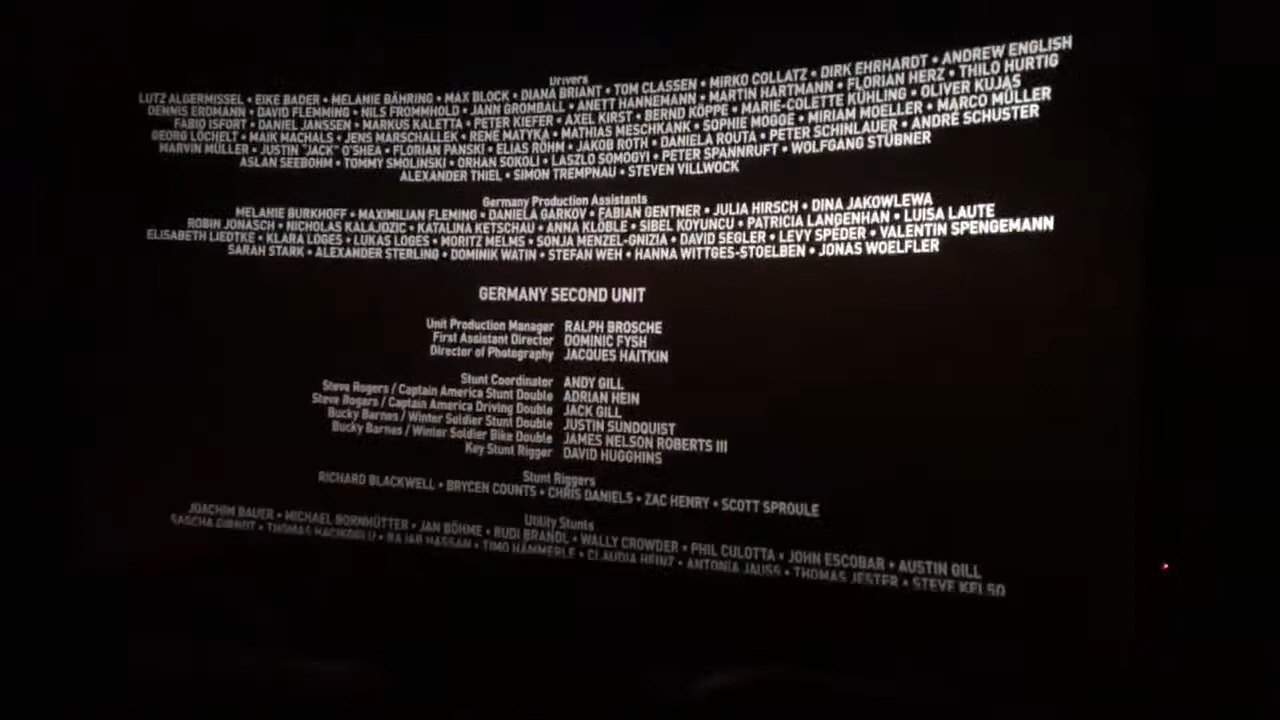 Drivers
LUTZ ALGERMISSEL • EIKE BADER • MELANIE BÄHRING • MAX BLOCK • DIANA BRIANT • TOM CLASSEN • MIRKO COLLATZ • DIRK EHRHARDT • ANDREW ENGLISH
DENNIS ERDMANN • DAVID FLEMMING • NILS FROMMHOLD • JANN GROMBALL • ANETT HANNEMANN • MARTIN HARTMANN • FLORIAN HERZ • THILO HURTIG
FABIO ISFORT • DANIEL JANSSEN • MARKUS KALETTA • PETER KIEFER • AXEL KIRST • BERND KÖPPE • MARIE-COLETTE KÜHLING • OLIVER KUJAS
GEORG LÖCHELT • MAIK MACHALS • JENS MARSCHALLEK • RENÉ MATYKA • MATHIAS MESCHKANK • SOPHIE MOGGE • MIRIAM MOELLER • MARCO MÜLLER
MARVIN MÜLLER • JUSTIN "JACK" O'SHEA • FLORIAN PANSKI • ELIAS RÖHM • JAKOB ROTH • DANIELA ROUTA • PETER SCHINLAUER • ANDRÉ SCHUSTER
ASLAN SEEBOHM • TOMMY SMOLINSKI • ORHAN SOKOLI • LASZLO SOMOGYI • PETER SPANNRUFT • WOLFGANG STÜBNER
ALEXANDER THIEL • SIMON TREMPNAU • STEVEN VILLWOCK
Germany Production Assistants
MELANIE BURKHOFF • MAXIMILIAN FLEMING • DANIELA GARKOV • FABIAN GENTNER • JULIA HIRSCH • DINA JAKOWLEWA
ROBIN JONASCH • NICHOLAS KALAJDZIC • KATALINA KETSCHAU • ANNA KLOBLE • SIBEL KOYUNCU • PATRICIA LANGENHAN • LUISA LAUTE
ELISABETH LIEDTKE • KLARA LOGES • LUKAS LOGES • MORITZ MELMS • SONJA MENZEL-GNIZIA • DAVID SEGLER • LEVY SPEDER • VALENTIN SPENGEMANN
SARAH STARK • ALEXANDER STERLING • DOMINIK WATIN • STEFAN WEH • HANNA WITTGES-STOELBEN • JONAS WOELFLER
GERMANY SECOND UNIT
Unit Production Manager RALPH BROSCHE
First Assistant Director DOMINIC FYSH
Director of Photography JACQUES HAITKIN
Stunt Coordinator ANDY GILL
Steve Rogers / Captain America Stunt Double ADRIAN HEIN
Steve Rogers / Captain America Driving Double JACK GILL
Bucky Barnes / Winter Soldier Stunt Double JUSTIN SUNDQUIST
Bucky Barnes / Winter Soldier Bike Double JAMES NELSON ROBERTS III
Key Stunt Rigger DAVID HUGGHINS
Stunt Riggers
RICHARD BLACKWELL • BRYCEN COUNTS • CHRIS DANIELS • ZAC HENRY • SCOTT SPROULE
Utility Stunts
JOACHIM BAUER • MICHAEL BORNHÜTTER • JAN BÖHME • RUDI BRANDL • WALLY CROWDER • PHIL CULOTTA • JOHN ESCOBAR • AUSTIN GILL
SASCHA • THOMAS • HASSAN • TIMO HÄMMERLE • CLAUDIA HEINZ • ANTONIA JAUSS • THOMAS JESTER • STEVE KELSO